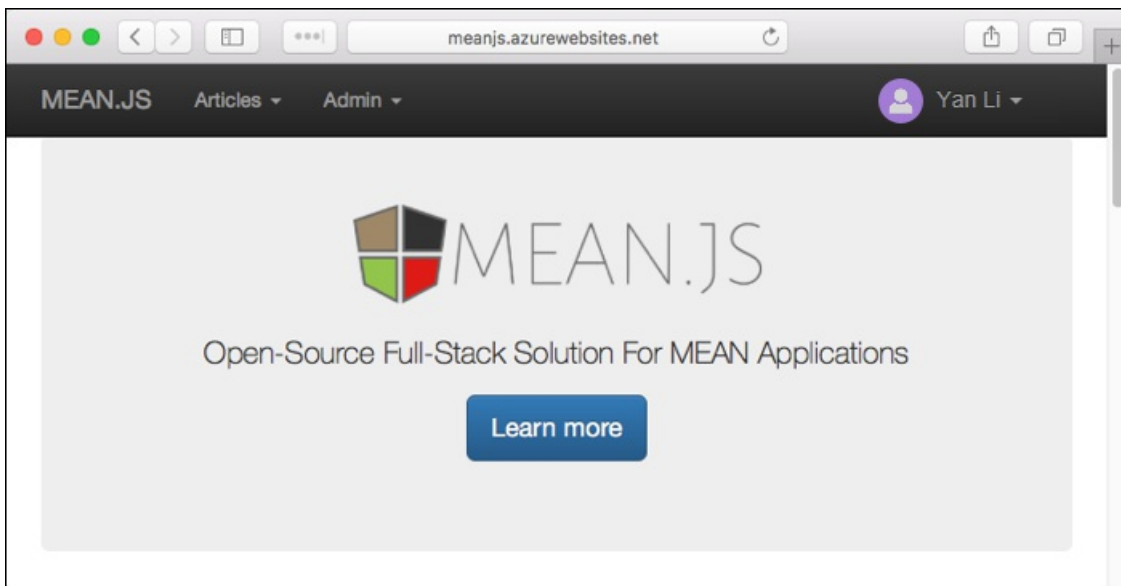 meanjs.azurewebsites.net
MEAN.JS Articles Admin Yan Li
MEAN.JS
Open-Source Full-Stack Solution For MEAN Applications
Learn more